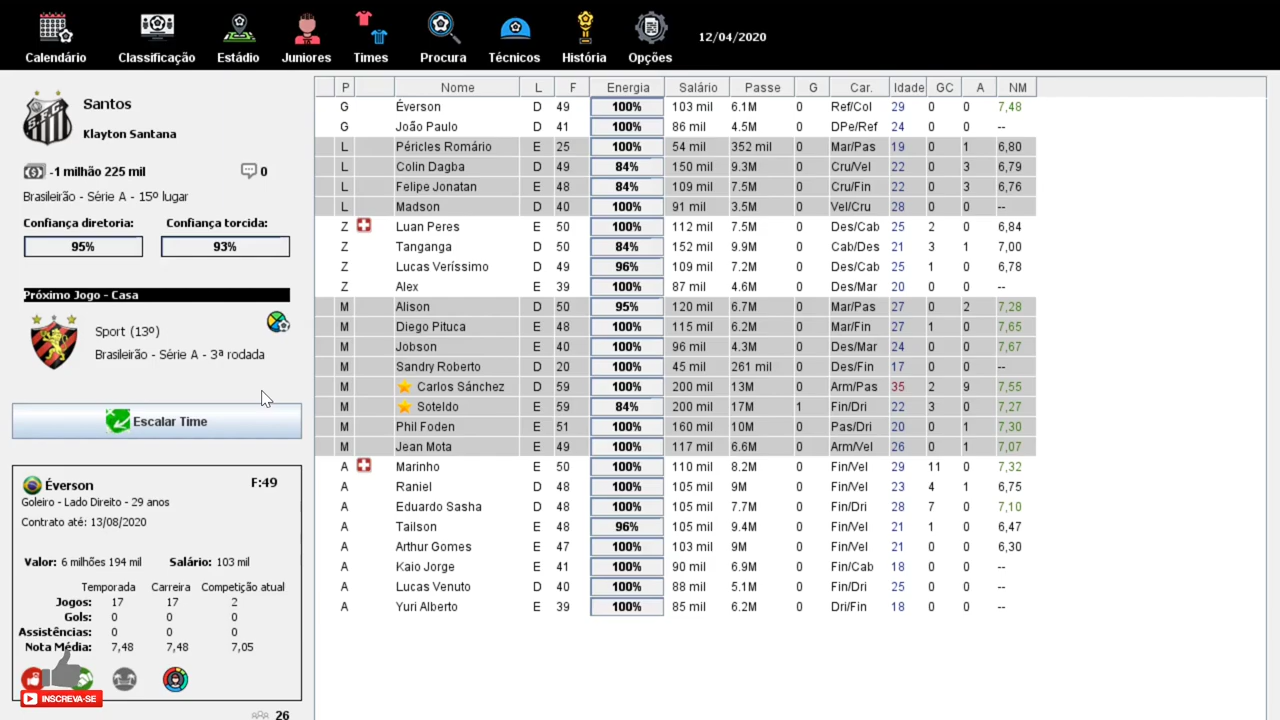 Calendário Classificação Estádio Juniores Times Procura Técnicos História Opções 12/04/2020
Santos
Klayton Santana
-1 milhão 225 mil 0
Brasileirão - Série A - 15º lugar
Confiança diretoria: Confiança torcida:
95% 93%
Próximo Jogo - Casa
Sport (13º)
Brasileirão - Série A - 3ª rodada
Escalar Time
Éverson F:49
Goleiro - Lado Direito - 29 anos
Contrato até: 13/08/2020
Valor: 6 milhões 194 mil Salário: 103 mil
Temporada Carreira Competição atual
Jogos: 17 17 2
Gols: 0 0 0
Assistências: 0 0 0
Nota Média: 7,48 7,48 7,05
INSCREVA-SE
26
P Nome L F Energia Salário Passe G Car. Idade GC A NM
G Éverson D 49 100% 103 mil 6.1M 0 Ref/Col 29 0 0 7,48
G João Paulo D 41 100% 86 mil 4.5M 0 DPe/Ref 24 0 0 --
L Péricles Romário E 25 100% 54 mil 352 mil 0 Mar/Pas 19 0 1 6,80
L Colin Dagba D 49 84% 150 mil 9.3M 0 Cru/Vel 22 0 3 6,79
L Felipe Jonatan E 48 84% 109 mil 7.5M 0 Cru/Fin 22 0 3 6,76
L Madson D 40 100% 91 mil 3.5M 0 Vel/Cru 28 0 0 --
Z Luan Peres E 50 100% 112 mil 7.5M 0 Des/Cab 25 2 0 6,84
Z Tanganga D 50 84% 152 mil 9.9M 0 Cab/Des 21 3 1 7,00
Z Lucas Veríssimo D 49 96% 109 mil 7.2M 0 Des/Cab 25 1 0 6,78
Z Alex E 39 100% 87 mil 4.6M 0 Des/Mar 20 0 0 --
M Alison D 50 95% 120 mil 6.7M 0 Mar/Pas 27 0 2 7,28
M Diego Pituca E 48 100% 115 mil 6.2M 0 Mar/Fin 27 1 0 7,65
M Jobson E 40 100% 96 mil 4.3M 0 Des/Mar 24 0 0 7,67
M Sandry Roberto D 20 100% 45 mil 261 mil 0 Des/Fin 17 0 0 --
M Carlos Sánchez D 59 100% 200 mil 13M 0 Arm/Pas 35 2 9 7,55
M Soteldo E 59 84% 200 mil 17M 1 Fin/Dri 22 3 0 7,27
M Phil Foden E 51 100% 160 mil 10M 0 Pas/Dri 20 0 1 7,30
M Jean Mota E 49 100% 117 mil 6.6M 0 Arm/Vel 26 0 1 7,07
A Marinho E 50 100% 110 mil 8.2M 0 Fin/Vel 29 11 0 7,32
A Raniel D 48 100% 105 mil 9M 0 Fin/Vel 23 4 1 6,75
A Eduardo Sasha D 48 100% 105 mil 7.7M 0 Fin/Dri 28 7 0 7,10
A Tailson E 48 96% 105 mil 9.4M 0 Fin/Vel 21 1 0 6,47
A Arthur Gomes E 47 100% 103 mil 9M 0 Fin/Vel 21 0 0 6,30
A Kaio Jorge E 41 100% 90 mil 6.9M 0 Fin/Cab 18 0 0 --
A Lucas Venuto D 40 100% 88 mil 5.1M 0 Fin/Dri 25 0 0 --
A Yuri Alberto E 39 100% 85 mil 6.2M 0 Dri/Fin 18 0 0 --